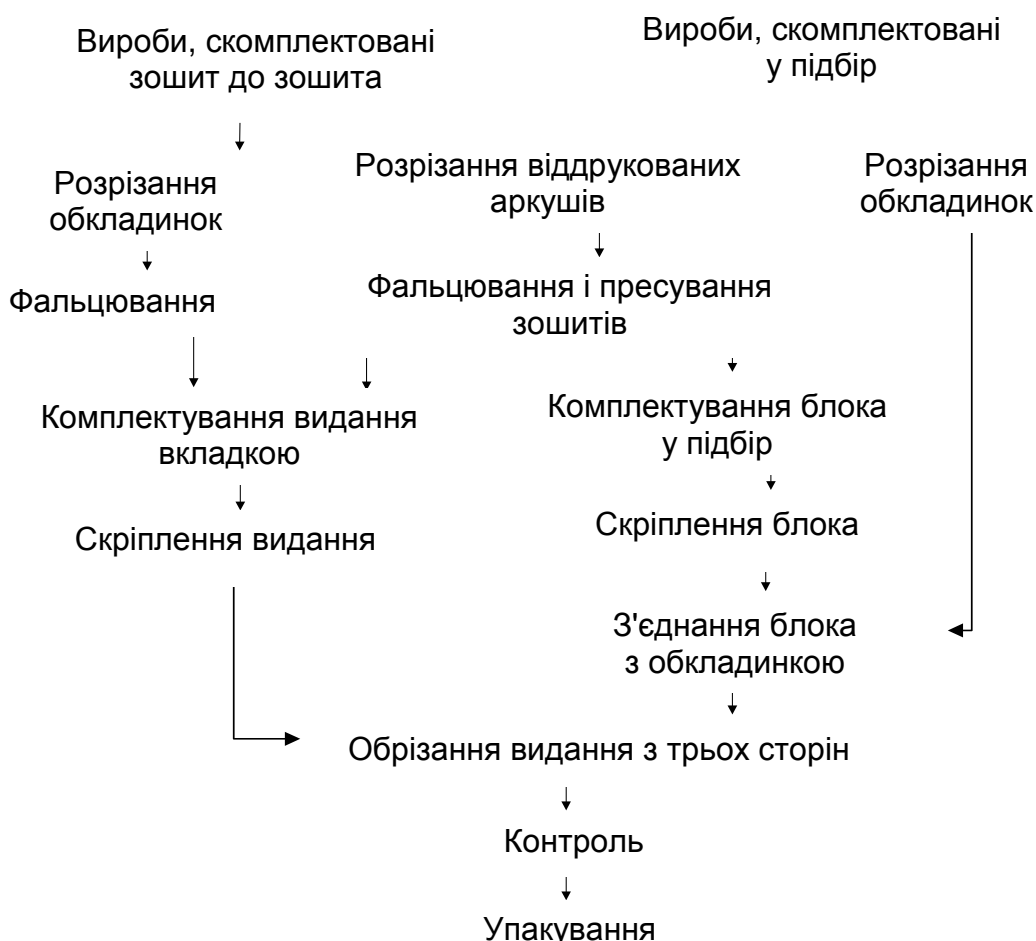 Вироби, скомплектовані
зошит до зошита
Вироби, скомплектовані
у підбір
Розрізання
обкладинок
Розрізання віддрукованих
аркушів
Розрізання
обкладинок
Фальцювання
Фальцювання і пресування
зошитів
Комплектування видання
вкладкою
Комплектування блока
у підбір
Скріплення видання
Скріплення блока
З'єднання блока
з обкладинкою
Обрізання видання з трьох сторін
Контроль
Упакування